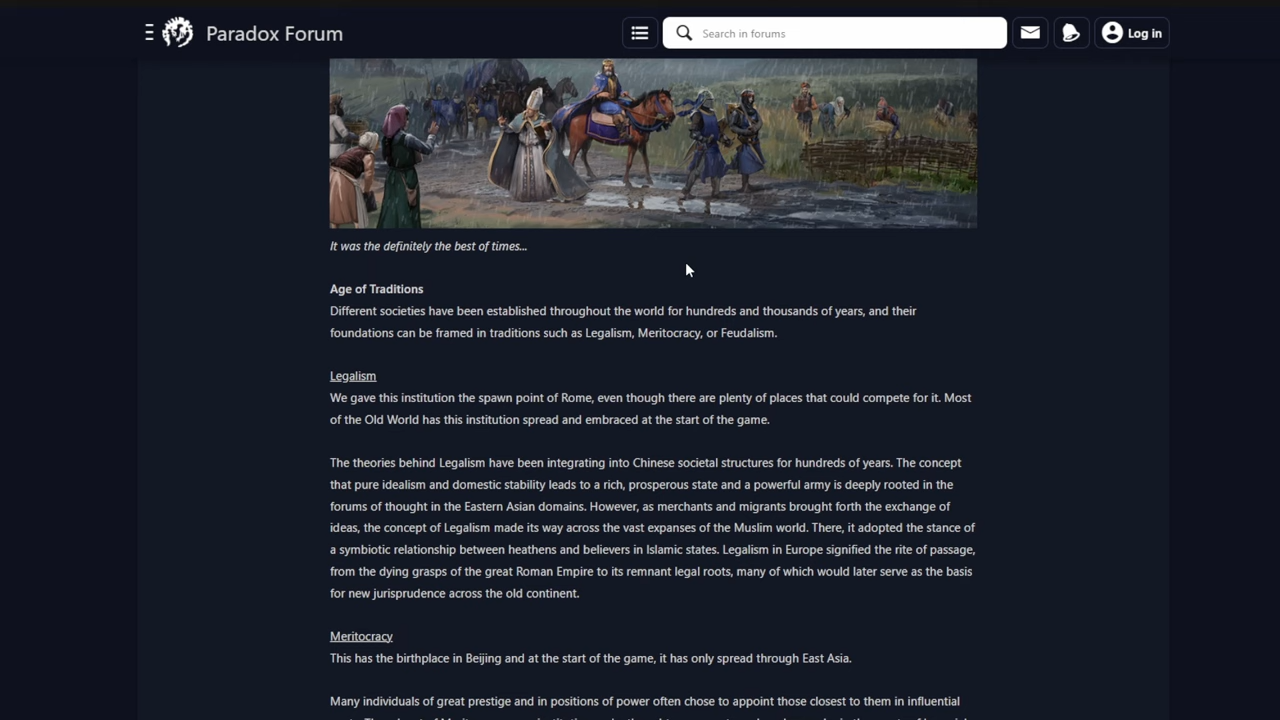 Paradox Forum
Search in forums
Log in
It was the definitely the best of times...
Age of Traditions
Different societies have been established throughout the world for hundreds and thousands of years, and their
foundations can be framed in traditions such as Legalism, Meritocracy, or Feudalism.
Legalism
We gave this institution the spawn point of Rome, even though there are plenty of places that could compete for it. Most
of the Old World has this institution spread and embraced at the start of the game.
The theories behind Legalism have been integrating into Chinese societal structures for hundreds of years. The concept
that pure idealism and domestic stability leads to a rich, prosperous state and a powerful army is deeply rooted in the
forums of thought in the Eastern Asian domains. However, as merchants and migrants brought forth the exchange of
ideas, the concept of Legalism made its way across the vast expanses of the Muslim world. There, it adopted the stance of
a symbiotic relationship between heathens and believers in Islamic states. Legalism in Europe signified the rite of passage,
from the dying grasps of the great Roman Empire to its remnant legal roots, many of which would later serve as the basis
for new jurisprudence across the old continent.
Meritocracy
This has the birthplace in Beijing and at the start of the game, it has only spread through East Asia.
Many individuals of great prestige and in positions of power often chose to appoint those closest to them in influential